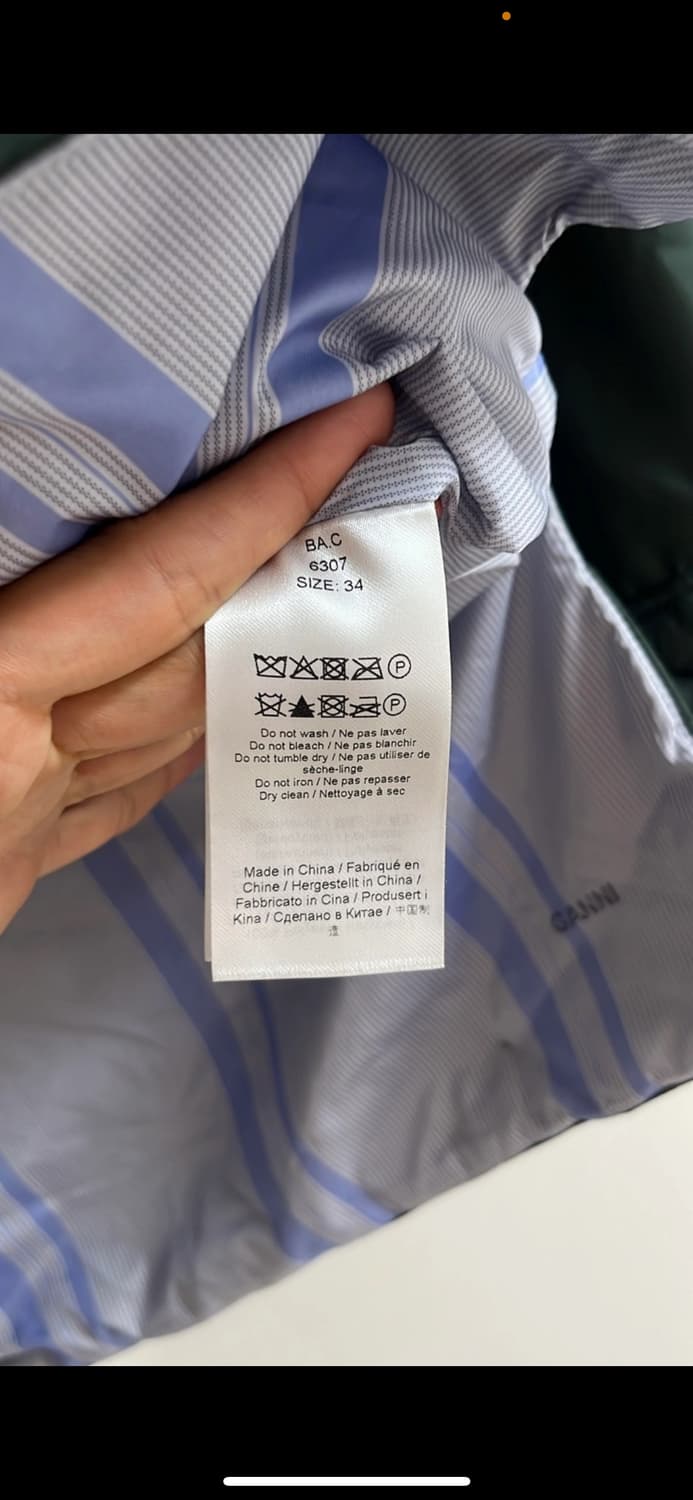 BA.C
6307
SIZE: 34
P
P
Do not wash / Ne pas laver
Do not bleach / Ne pas blanchir
Do not tumble dry / Ne pas utiliser de
sèche-linge
Do not iron / Ne pas repasser
Dry clean / Nettoyage à sec
Made in China / Fabriqué en
Chine / Hergestellt in China /
Fabbricato in Cina / Produsert i
Kina / Сделано в Китае / 中国制
造
GANNI